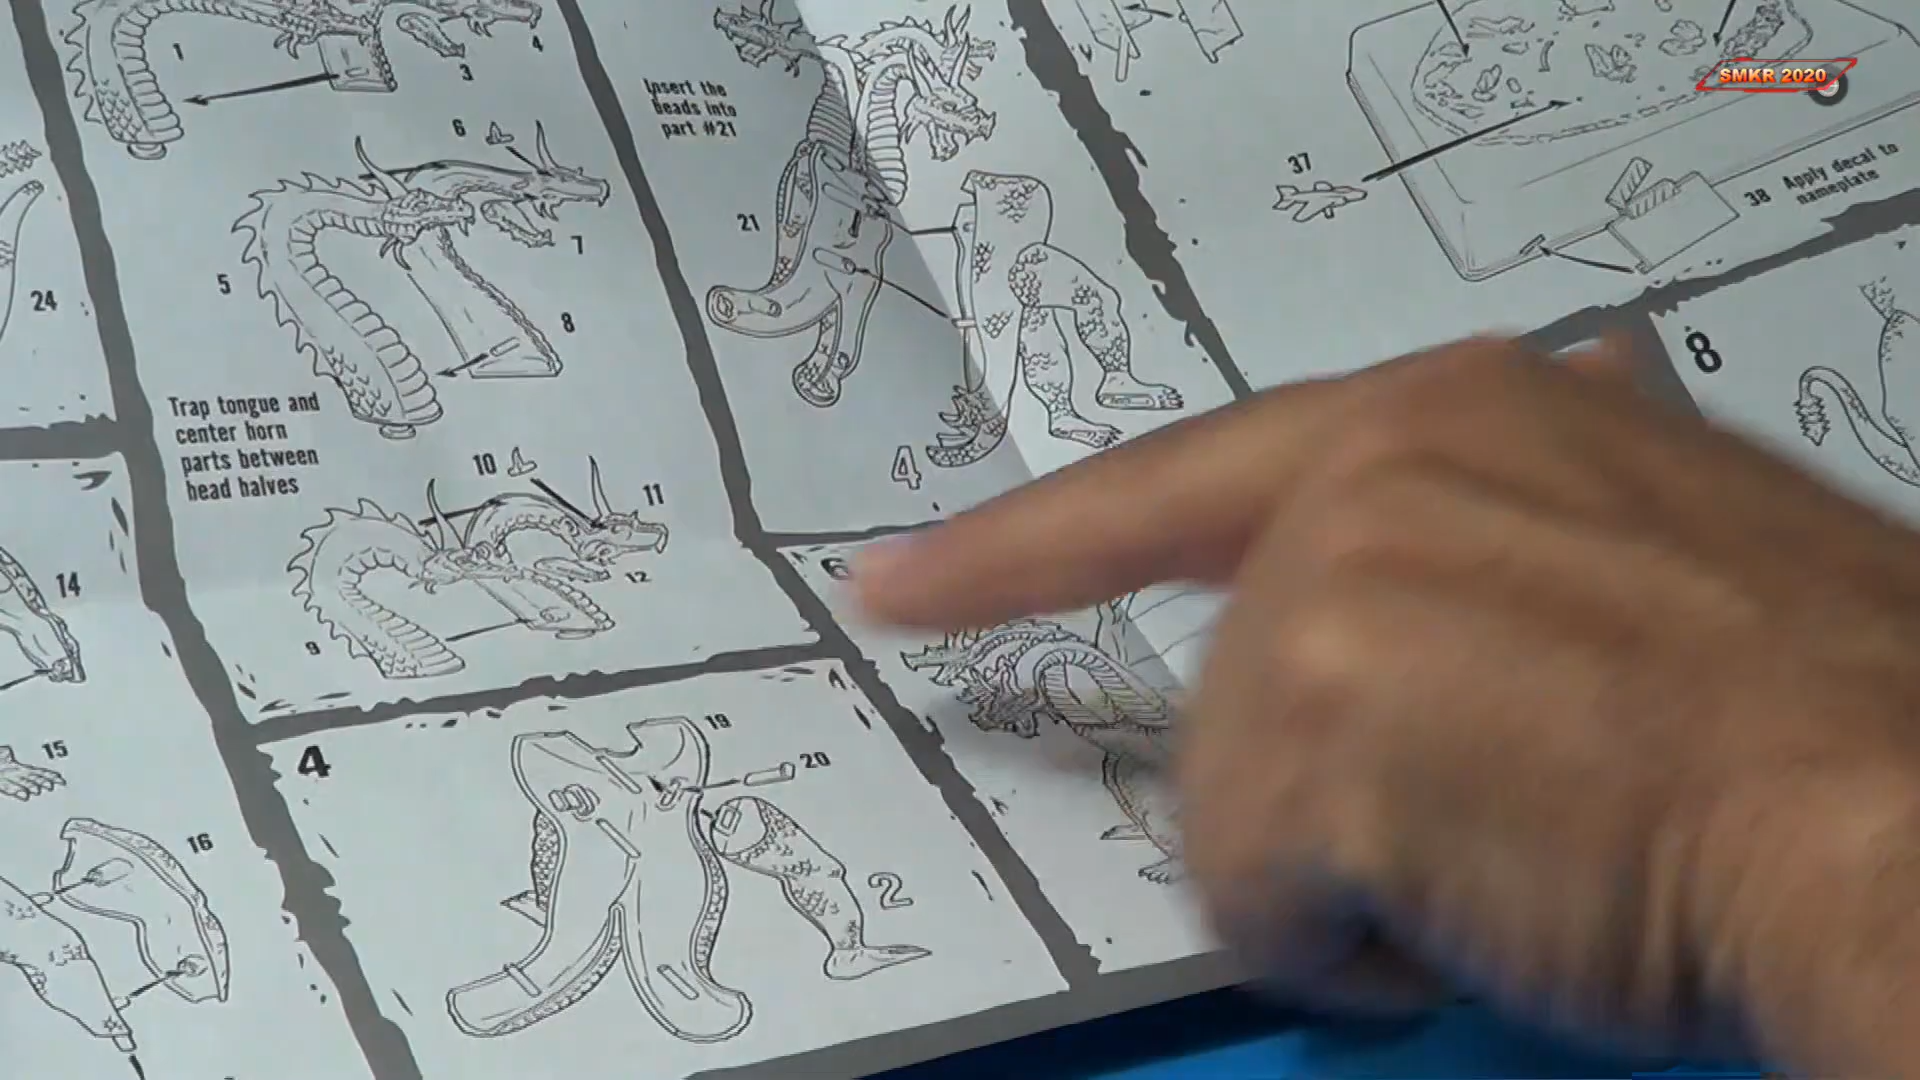 1
4
3
6
7
5
8
Trap tongue and
center horn
parts between
head halves
10
11
12
9
24
14
15
16
4
19
20
2
Insert the
Beads into
part #21
21
4
6
37
38
Apply decal to
nameplate
8
SMKR 2020